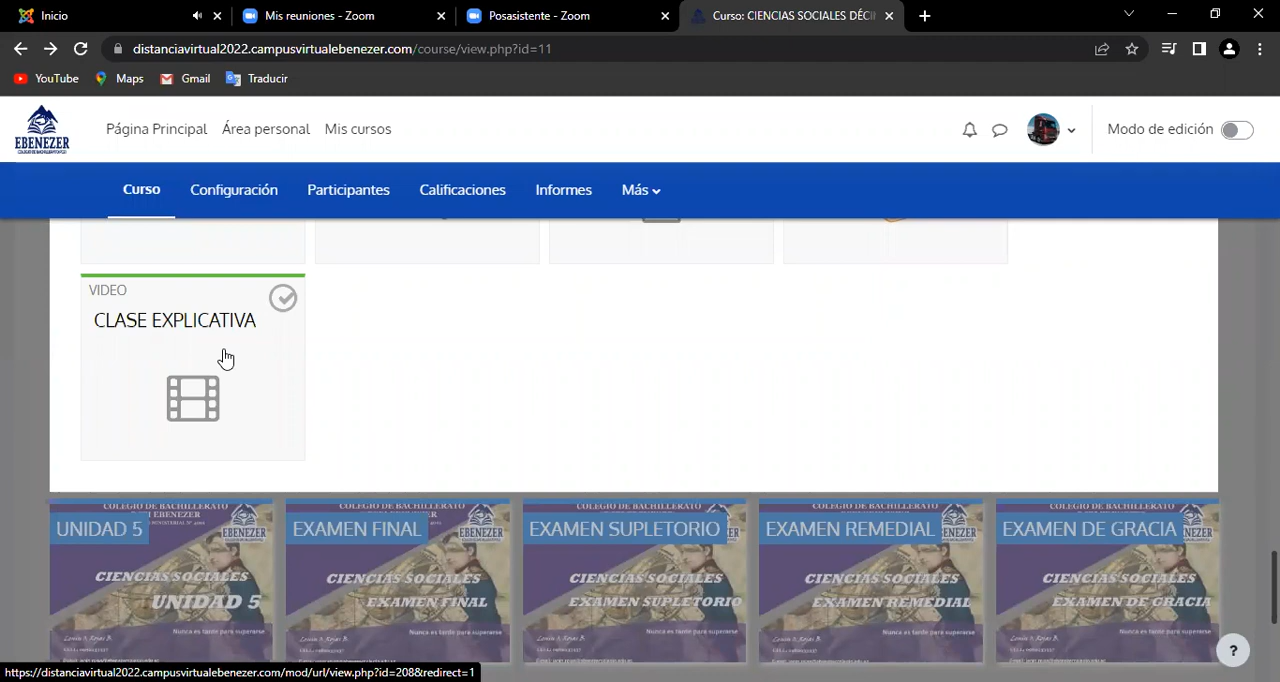 Inicio
Mis reuniones - Zoom
Posasistente - Zoom
Curso: CIENCIAS SOCIALES DÉCI
distanciavirtual2022.campusvirtualebenezer.com/course/view.php?id=11
YouTube
Maps
Gmail
Traducir
EBENEZER
Página Principal
Área personal
Mis cursos
Modo de edición
Curso
Configuración
Participantes
Calificaciones
Informes
Más
VIDEO
CLASE EXPLICATIVA
COLEGIO DE BACHILLERATO
UNIDAD 5
EBENEZER
CIENCIAS SOCIALES
UNIDAD 5
Nunca es tarde para superarse
COLEGIO DE BACHILLERATO
EXAMEN FINAL
EBENEZER
CIENCIAS SOCIALES
EXAMEN FINAL
Nunca es tarde para superarse
COLEGIO DE BACHILLERATO
EXAMEN SUPLETORIO
NEZER
CIENCIAS SOCIALES
EXAMEN SUPLETORIO
Nunca es tarde para superarse
COLEGIO DE BACHILLERATO
EXAMEN REMEDIAL
NEZER
CIENCIAS SOCIALES
EXAMEN REMEDIAL
Nunca es tarde para superarse
COLEGIO DE BACHILLERATO
EXAMEN DE GRACIA
NEZER
CIENCIAS SOCIALES
EXAMEN DE GRACIA
Nunca es tarde para superarse
?
https://distanciavirtual2022.campusvirtualebenezer.com/mod/url/view.php?id=208&redirect=1